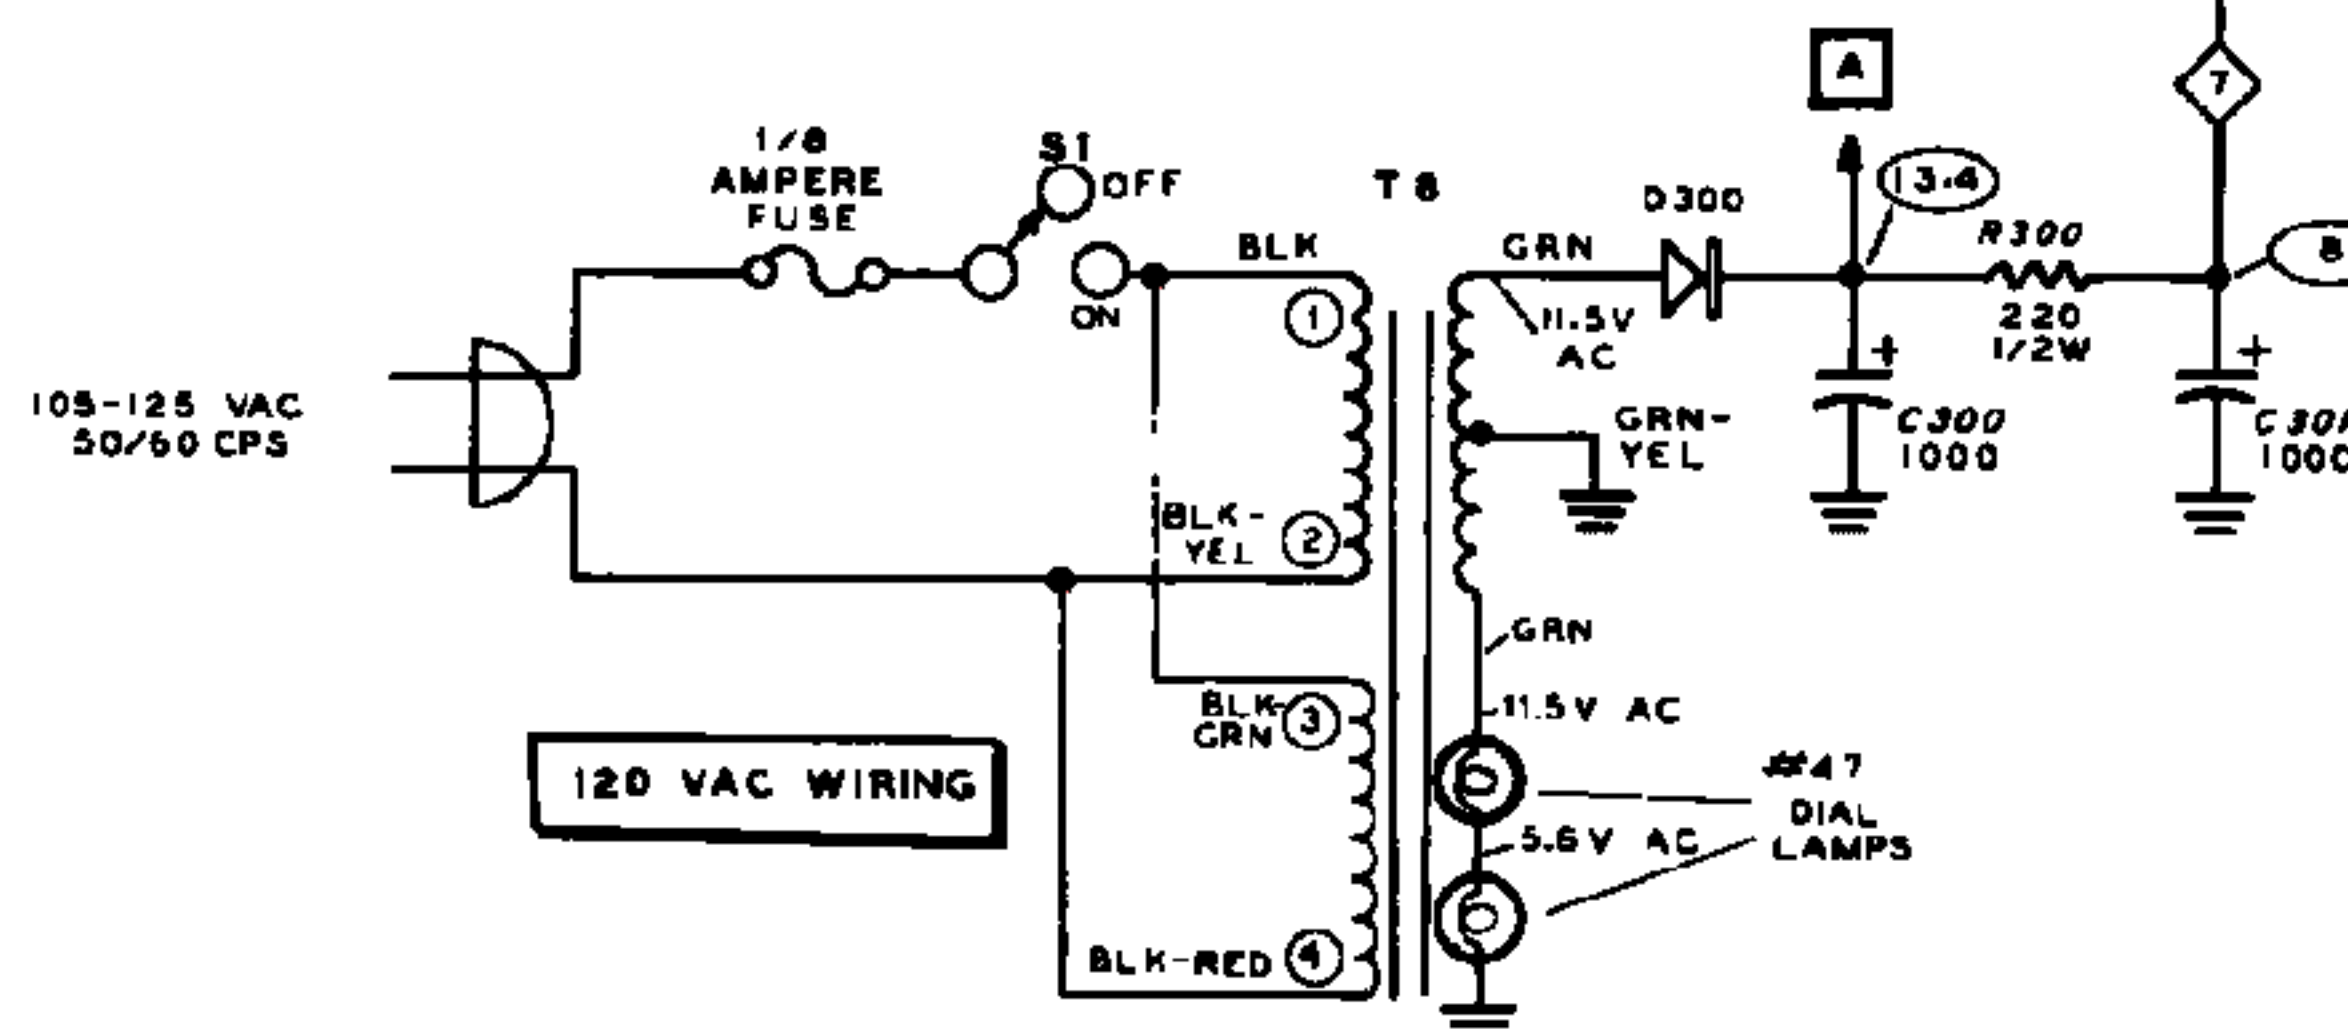 A
7
1/8
AMPERE
FUSE
S1
OFF
ON
T8
D300
13.4
R300
220
1/2W
8
BLK
GRN
1
11.5V
AC
105-125 VAC
50/60 CPS
GRN-
YEL
C300
1000
+
+
BLK-
YEL
2
GRN
11.5V AC
BLK-
GRN
3
120 VAC WIRING
#47
DIAL
LAMPS
5.6V AC
BLK-RED
4